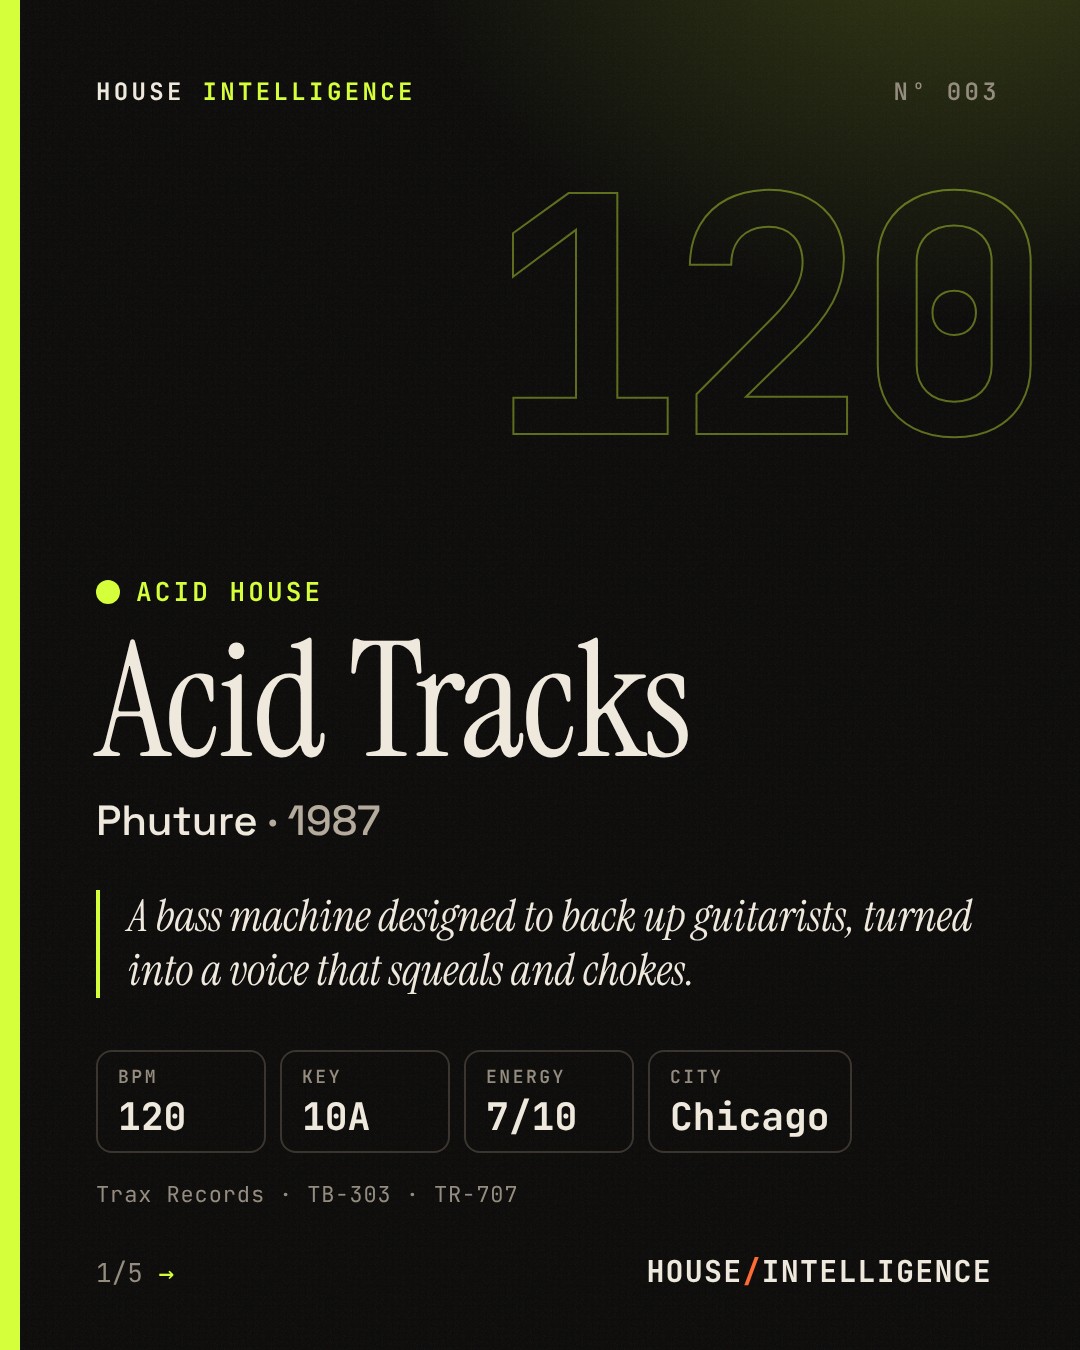 HOUSE INTELLIGENCE
N° 003
120
ACID HOUSE
Acid Tracks
Phuture · 1987
A bass machine designed to back up guitarists, turned
into a voice that squeals and chokes.
BPM
120
KEY
10A
ENERGY
7/10
CITY
Chicago
Trax Records · TB-303 · TR-707
1/5 →
HOUSE/INTELLIGENCE